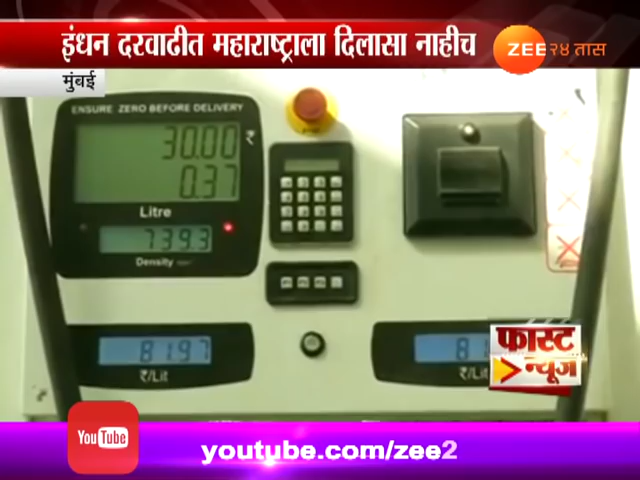 इंधन दरवाढीत महाराष्ट्राला दिलासा नाहीच
ZEE २४ तास
मुंबई
ENSURE ZERO BEFORE DELIVERY
30.00 ₹
0.37
Litre
739.3
Density
81.97
₹/Lit
₹/Lit
फास्ट
न्यूज
YouTube
youtube.com/zee2